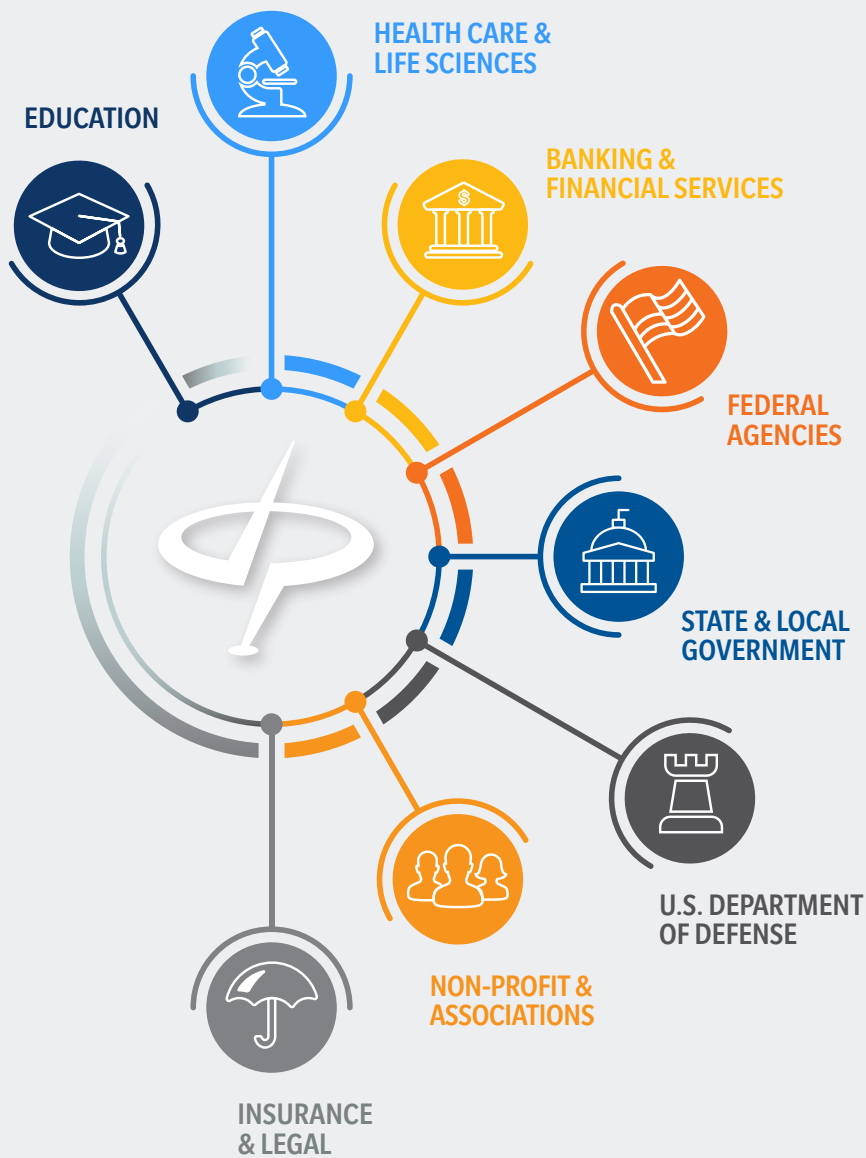 HEALTH CARE &
LIFE SCIENCES
EDUCATION
BANKING &
FINANCIAL SERVICES
$
FEDERAL
AGENCIES
STATE & LOCAL
GOVERNMENT
U.S. DEPARTMENT
OF DEFENSE
NON-PROFIT &
ASSOCIATIONS
INSURANCE
& LEGAL